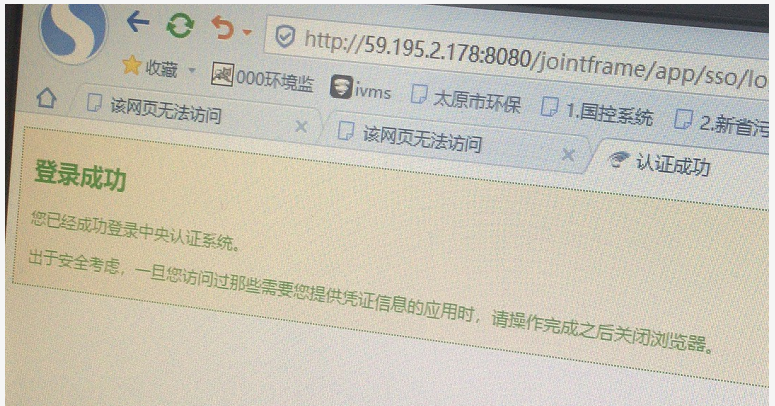 http://59.195.2.178:8080/jointframe/app/sso/lo
收藏 000环境监 ivms 太原市环保 1.国控系统 2.新省污
该网页无法访问 该网页无法访问 认证成功
登录成功
您已经成功登录中央认证系统。
出于安全考虑，一旦您访问过那些需要您提供凭证信息的应用时，请操作完成之后关闭浏览器。